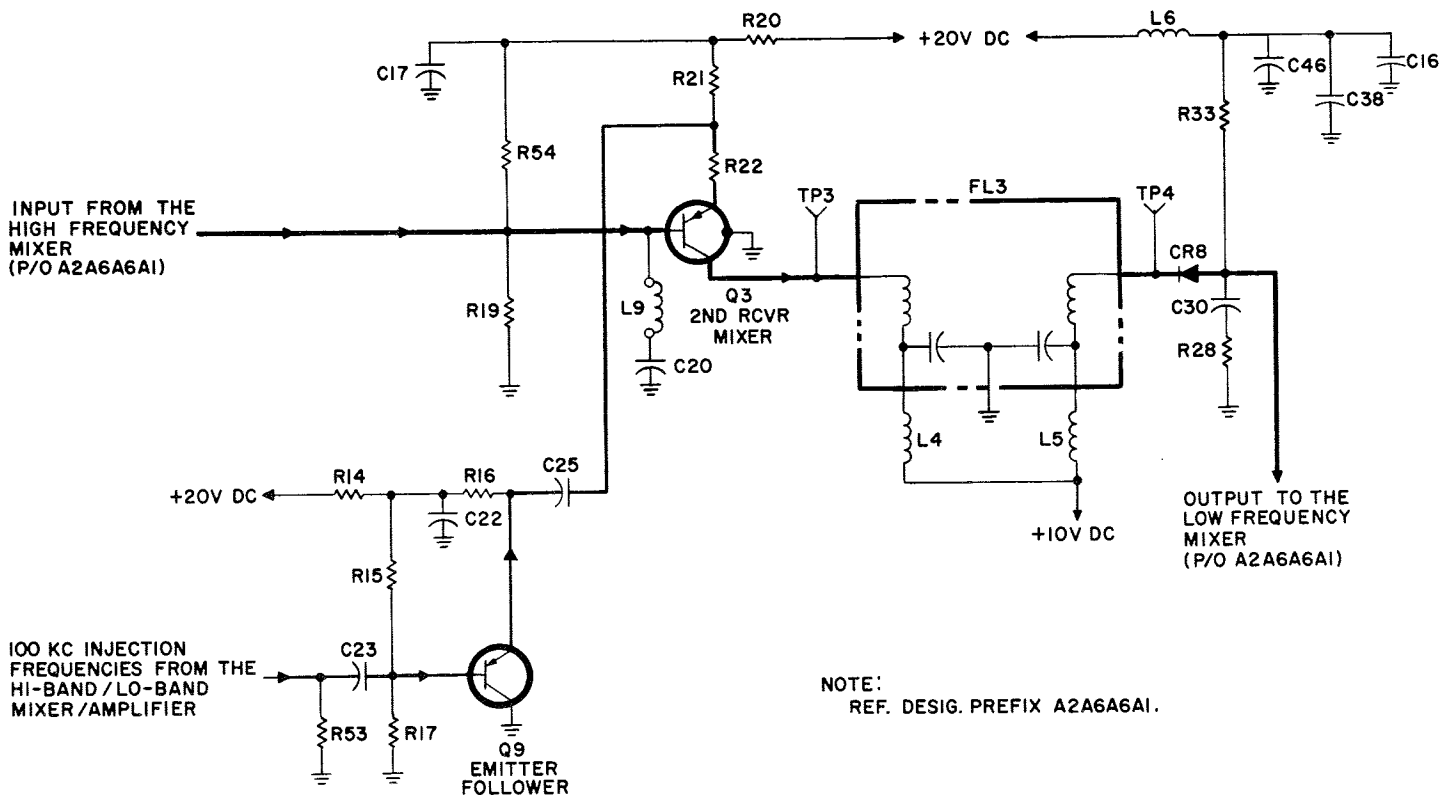 R20
+20V DC
L6
C17
R21
C46
C16
C38
R33
R54
R22
INPUT FROM THE
HIGH FREQUENCY
MIXER
(P/O A2A6A6A1)
TP3
FL3
TP4
CR8
R19
L9
Q3
2ND RCVR
MIXER
C30
C20
R28
L4
L5
R14
R16
C25
+20V DC
C22
+10V DC
OUTPUT TO THE
LOW FREQUENCY
MIXER
(P/O A2A6A6A1)
R15
100 KC INJECTION
FREQUENCIES FROM THE
HI-BAND/LO-BAND
MIXER/AMPLIFIER
C23
R53
R17
Q9
EMITTER
FOLLOWER
NOTE:
REF. DESIG. PREFIX A2A6A6A1.